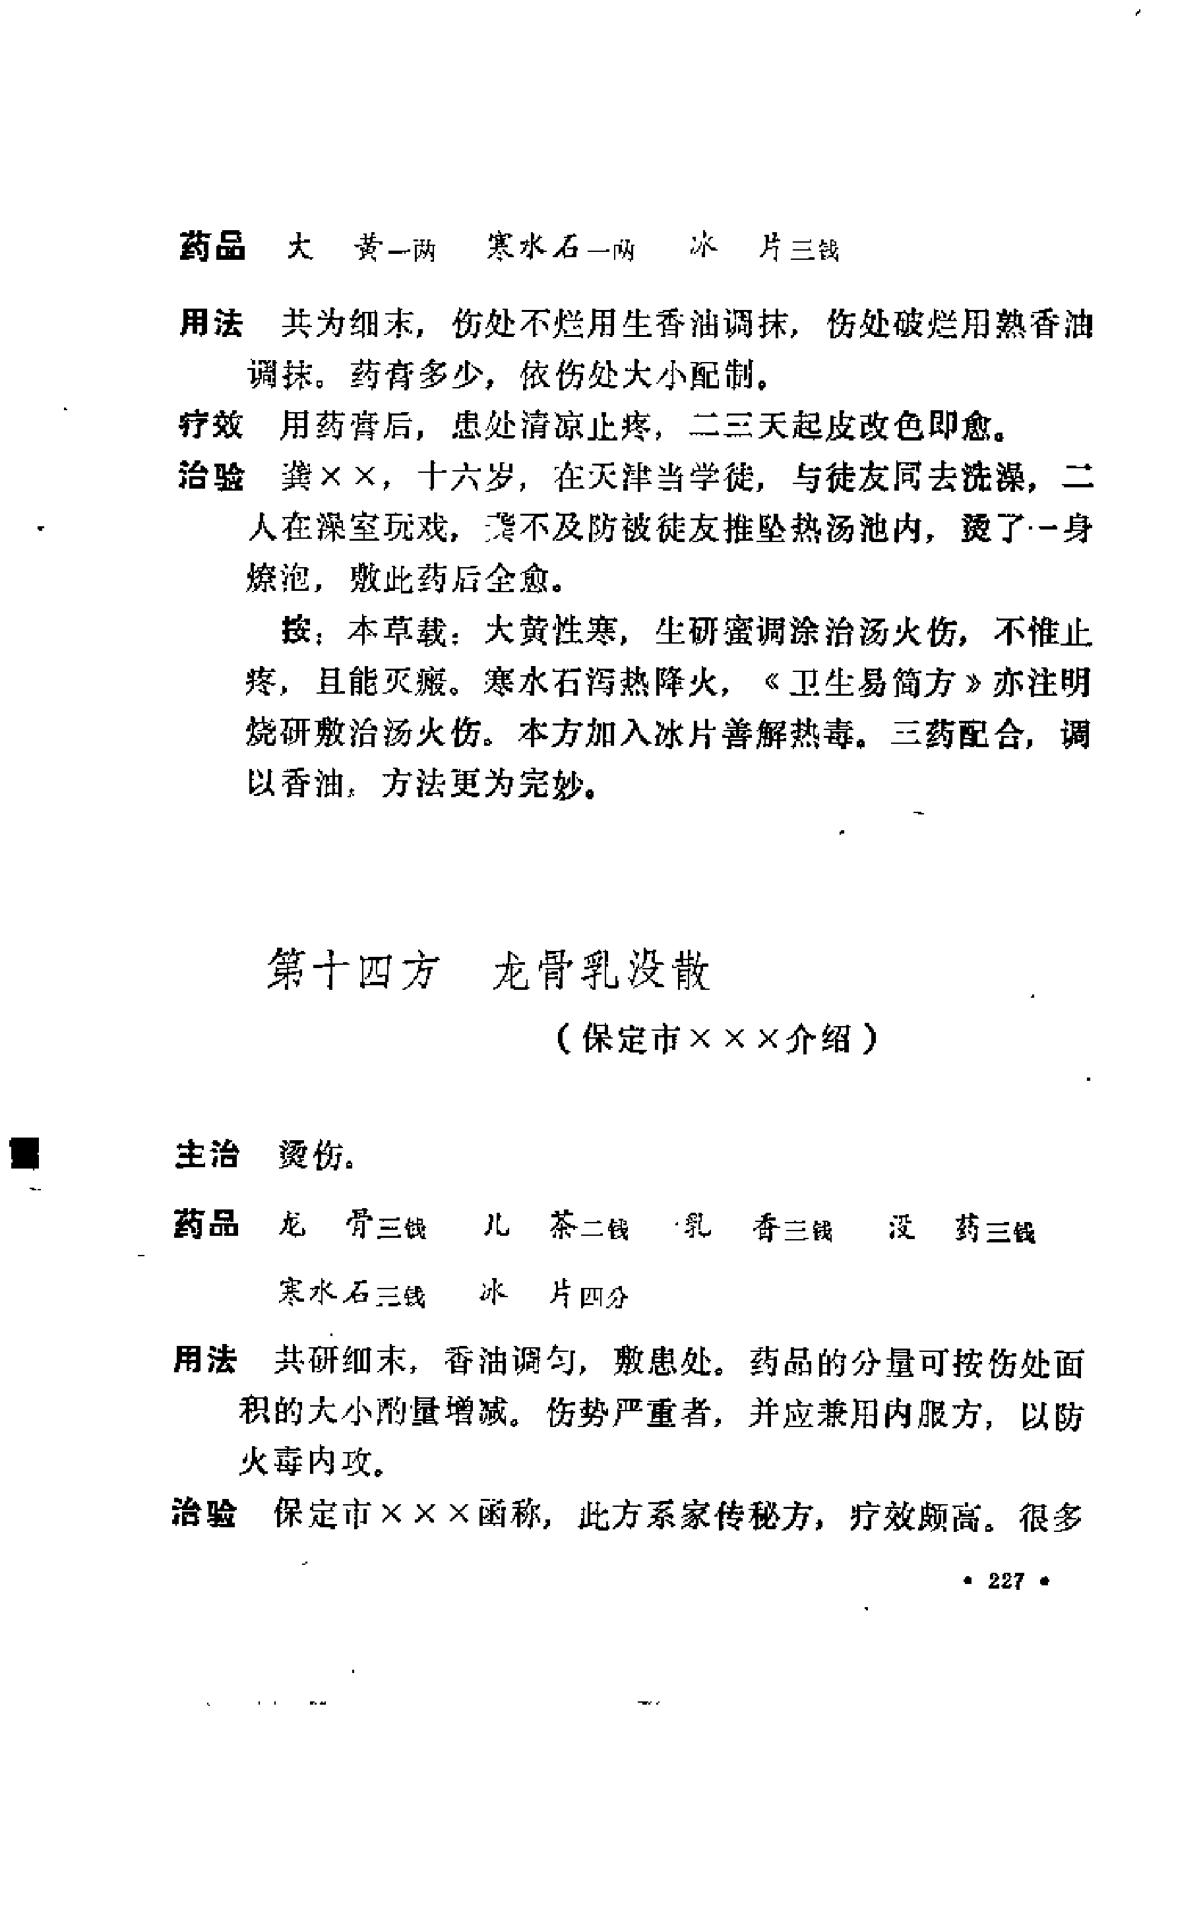 药品 大 黄一两 寒水石一两 冰 片三钱
用法 共为细末，伤处不烂用生香油调抹，伤处破烂用熟香油
调抹。药膏多少，依伤处大小配制。
疗效 用药膏后，患处清凉止疼，二三天起皮改色即愈。
治验 龚××，十六岁，在天津当学徒，与徒友同去洗澡，二
人在澡室玩戏，龚不及防被徒友推坠热汤池内，烫了一身
燎泡，敷此药后全愈。
按：本草载：大黄性寒，生研蜜调涂治汤火伤，不惟止
疼，且能灭瘢。寒水石泻热降火，《卫生易简方》亦注明
烧研敷治汤火伤。本方加入冰片善解热毒。三药配合，调
以香油，方法更为完妙。
第十四方 龙骨乳没散
（保定市×××介绍）
主治 烫伤。
药品 龙 骨三钱 儿 茶二钱 乳 香三钱 没 药三钱
寒水石三钱 冰 片四分
用法 共研细末，香油调匀，敷患处。药品的分量可按伤处面
积的大小酌量增减。伤势严重者，并应兼用内服方，以防
火毒内攻。
治验 保定市×××函称，此方系家传秘方，疗效颇高。很多
• 227 •